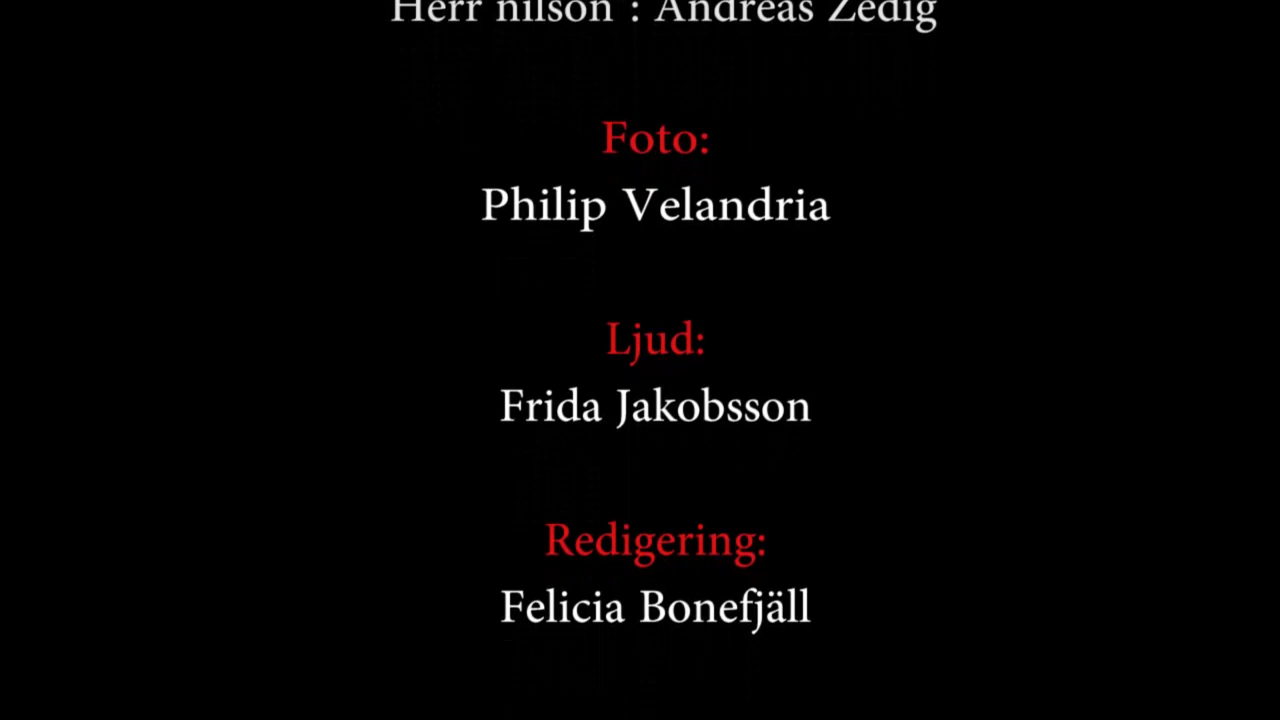 Herr nilson : Andreas Zedig
Foto:
Philip Velandria
Ljud:
Frida Jakobsson
Redigering:
Felicia Bonefjäll